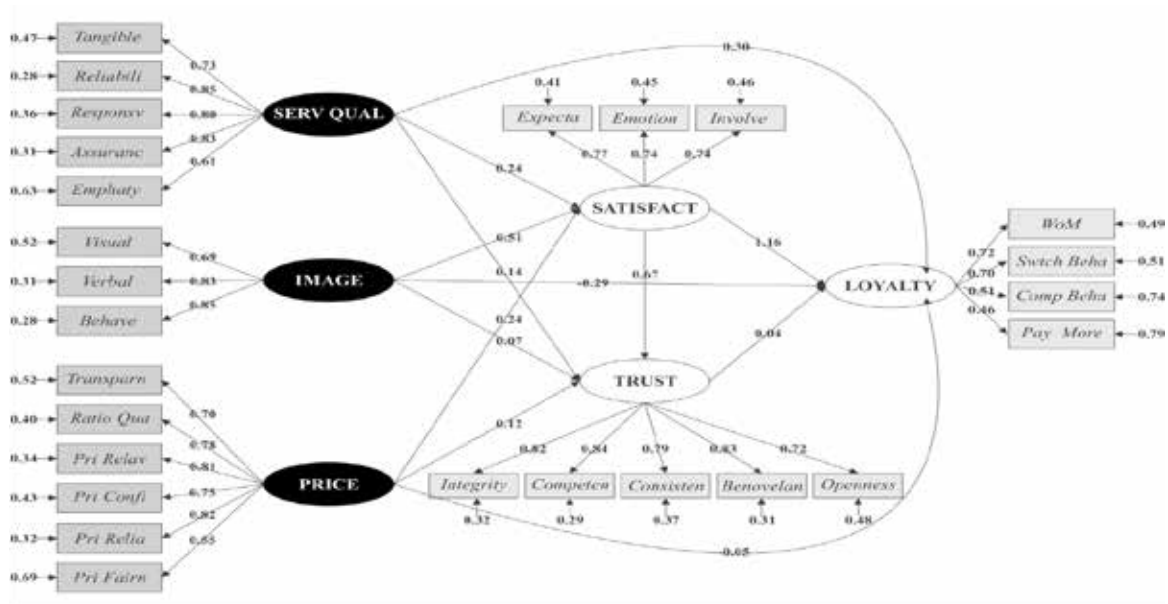 0.47 Tangible
0.73
0.28 Reliabili
0.85
0.36 Responsv
0.80
0.31 Assuranc
0.83
0.63 Emphaty
0.61
SERV QUAL
0.30
0.41 0.45 0.46
Expecta Emotion Involve
0.77 0.74 0.74
0.24
SATISFACT
0.52 Visual
0.69
0.31 Verbal
0.83
0.28 Behave
0.85
IMAGE
0.51
0.14
-0.29
0.67
1.16
0.24
0.07
0.04
LOYALTY
0.72 WoM 0.49
0.70 Swtch Beha 0.51
0.51 Comp Beha 0.74
0.46 Pay More 0.79
TRUST
0.52 Transparn
0.70
0.40 Ratio Qua
0.78
0.34 Pri Relav
0.81
0.43 Pri Confi
0.75
0.32 Pri Relia
0.82
0.69 Pri Fairn
PRICE
0.12
0.82 0.84 0.79 0.83 0.72
Integrity Competen Consisten Benovelan Openness
0.32 0.29 0.37 0.31 0.48
-0.05